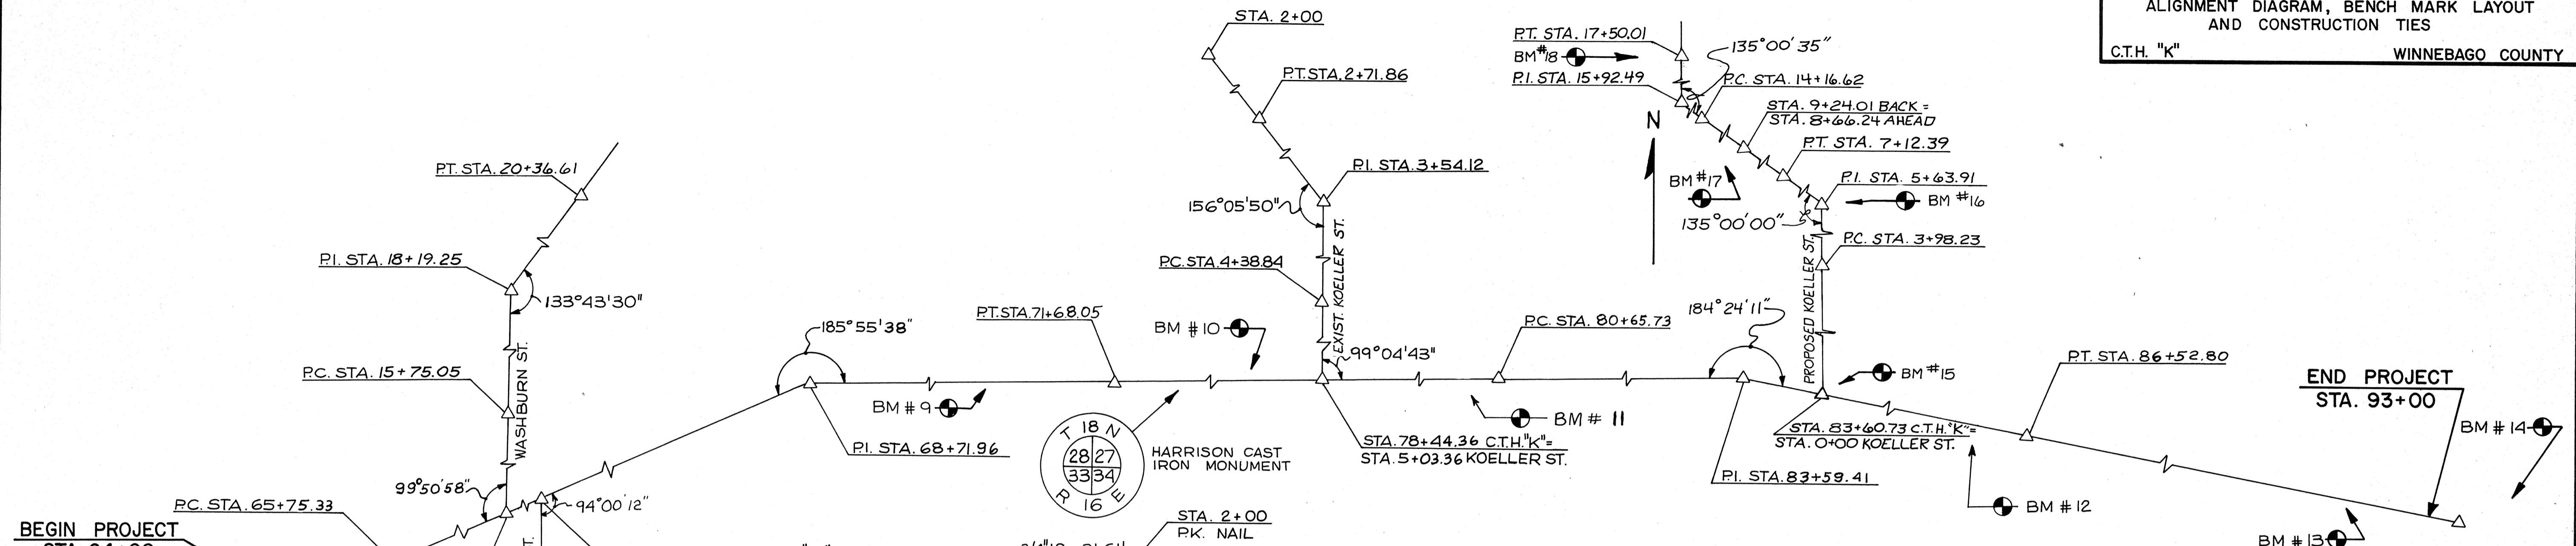 ALIGNMENT DIAGRAM, BENCH MARK LAYOUT
AND CONSTRUCTION TIES
C.T.H. "K" WINNEBAGO COUNTY
STA. 2+00
P.T. STA. 2+71.86
P.I. STA. 3+54.12
156°05'50"
P.C. STA. 4+38.84
EXIST. KOELLER ST.
99°04'43"
P.T. STA. 17+50.01
BM #18
P.I. STA. 15+92.49
135°00'35"
P.C. STA. 14+16.62
STA. 9+24.01 BACK =
STA. 8+66.24 AHEAD
P.T. STA. 7+12.39
N
BM #17
P.I. STA. 5+63.91
BM #16
135°00'00"
P.C. STA. 3+98.23
PROPOSED KOELLER ST.
P.T. STA. 20+36.61
P.I. STA. 18+19.25
133°43'30"
P.C. STA. 15+75.05
WASHBURN ST.
99°50'58"
94°00'12"
P.C. STA. 65+75.33
BEGIN PROJECT
185°55'38"
P.T. STA. 71+68.05
BM #10
BM #9
P.I. STA. 68+71.96
T 18 N
28 27
33 34
R 16 E
HARRISON CAST
IRON MONUMENT
P.C. STA. 80+65.73
184°24'11"
BM # 11
STA. 78+44.36 C.T.H. "K"=
STA. 5+03.36 KOELLER ST.
BM #15
STA. 83+60.73 C.T.H. "K"=
STA. 0+00 KOELLER ST.
P.I. STA. 83+59.41
P.T. STA. 86+52.80
END PROJECT
STA. 93+00
BM #14
BM #12
BM #13
STA. 2+00
P.K. NAIL